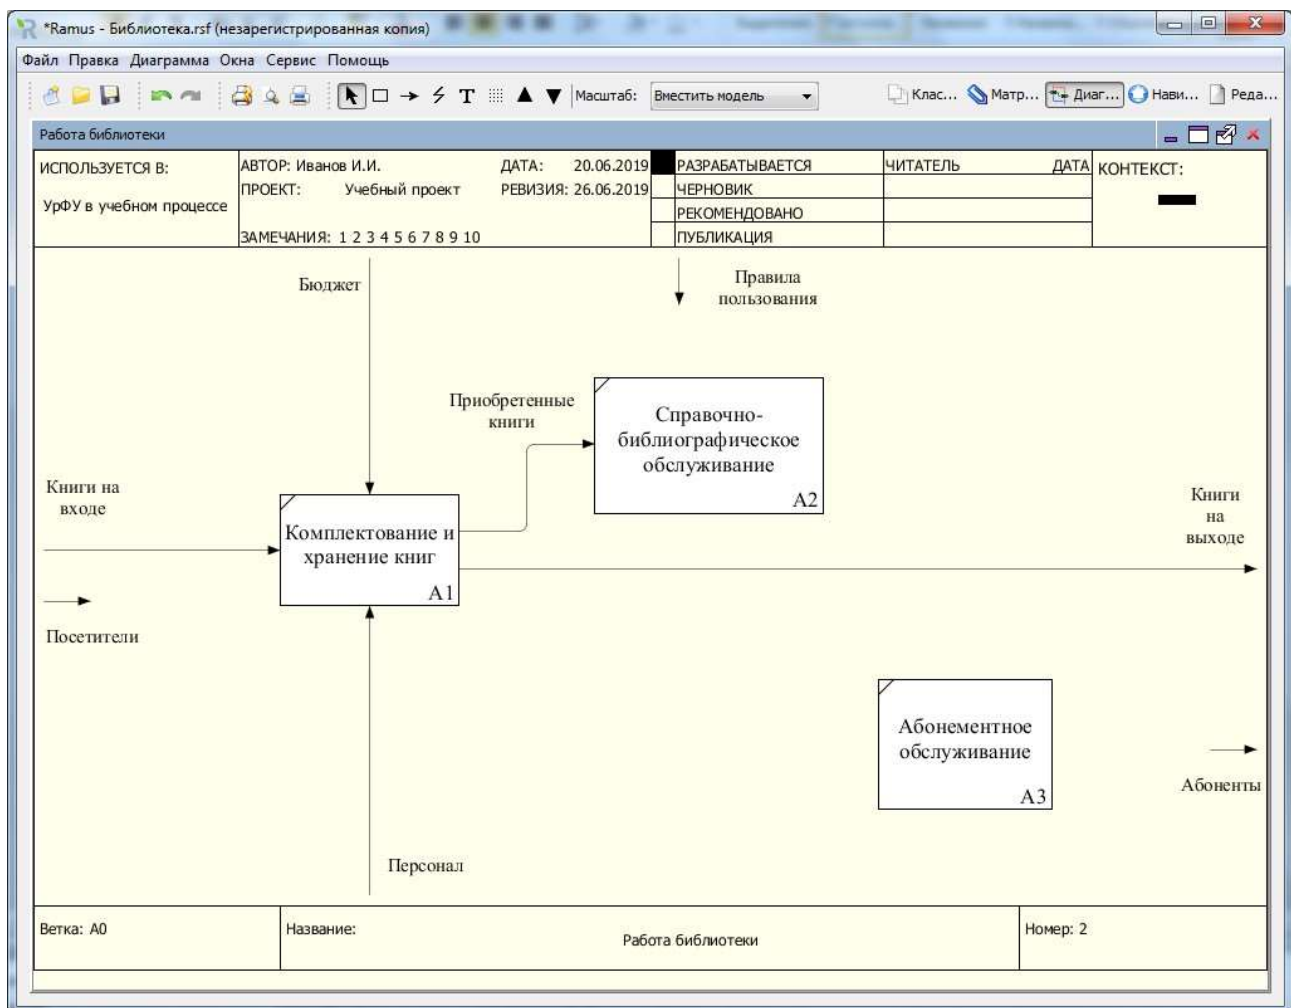 *Ramus - Библиотека.rsf (незарегистрированная копия)
Файл Правка Диаграмма Окна Сервис Помощь
T Масштаб: Вместить модель Клас... Матр... Диаг... Нави... Реда...
Работа библиотеки
ИСПОЛЬЗУЕТСЯ В:
УрФУ в учебном процессе
АВТОР: Иванов И.И. ДАТА: 20.06.2019
ПРОЕКТ: Учебный проект РЕВИЗИЯ: 26.06.2019
ЗАМЕЧАНИЯ: 1 2 3 4 5 6 7 8 9 10
РАЗРАБАТЫВАЕТСЯ
ЧЕРНОВИК
РЕКОМЕНДОВАНО
ПУБЛИКАЦИЯ
ЧИТАТЕЛЬ ДАТА
КОНТЕКСТ:
Бюджет
Правила
пользования
Приобретенные
книги
Справочно-
библиографическое
обслуживание
A2
Книги на
входе
Комплектование и
хранение книг
A1
Книги
на
выходе
Посетители
Абонементное
обслуживание
A3
Абоненты
Персонал
Ветка: A0
Название:
Работа библиотеки
Номер: 2